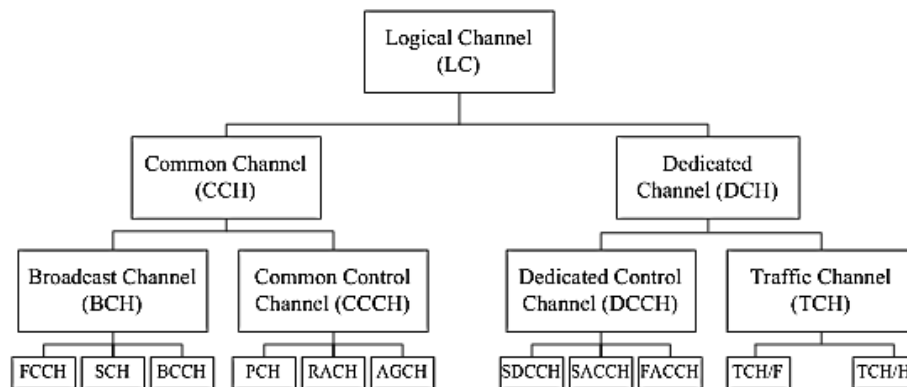 Logical Channel
(LC)
Common Channel
(CCH)
Dedicated
Channel (DCH)
Broadcast Channel
(BCH)
Common Control
Channel (CCCH)
Dedicated Control
Channel (DCCH)
Traffic Channel
(TCH)
FCCH
SCH
BCCH
PCH
RACH
AGCH
SDCCH
SACCH
FACCH
TCH/F
TCH/H